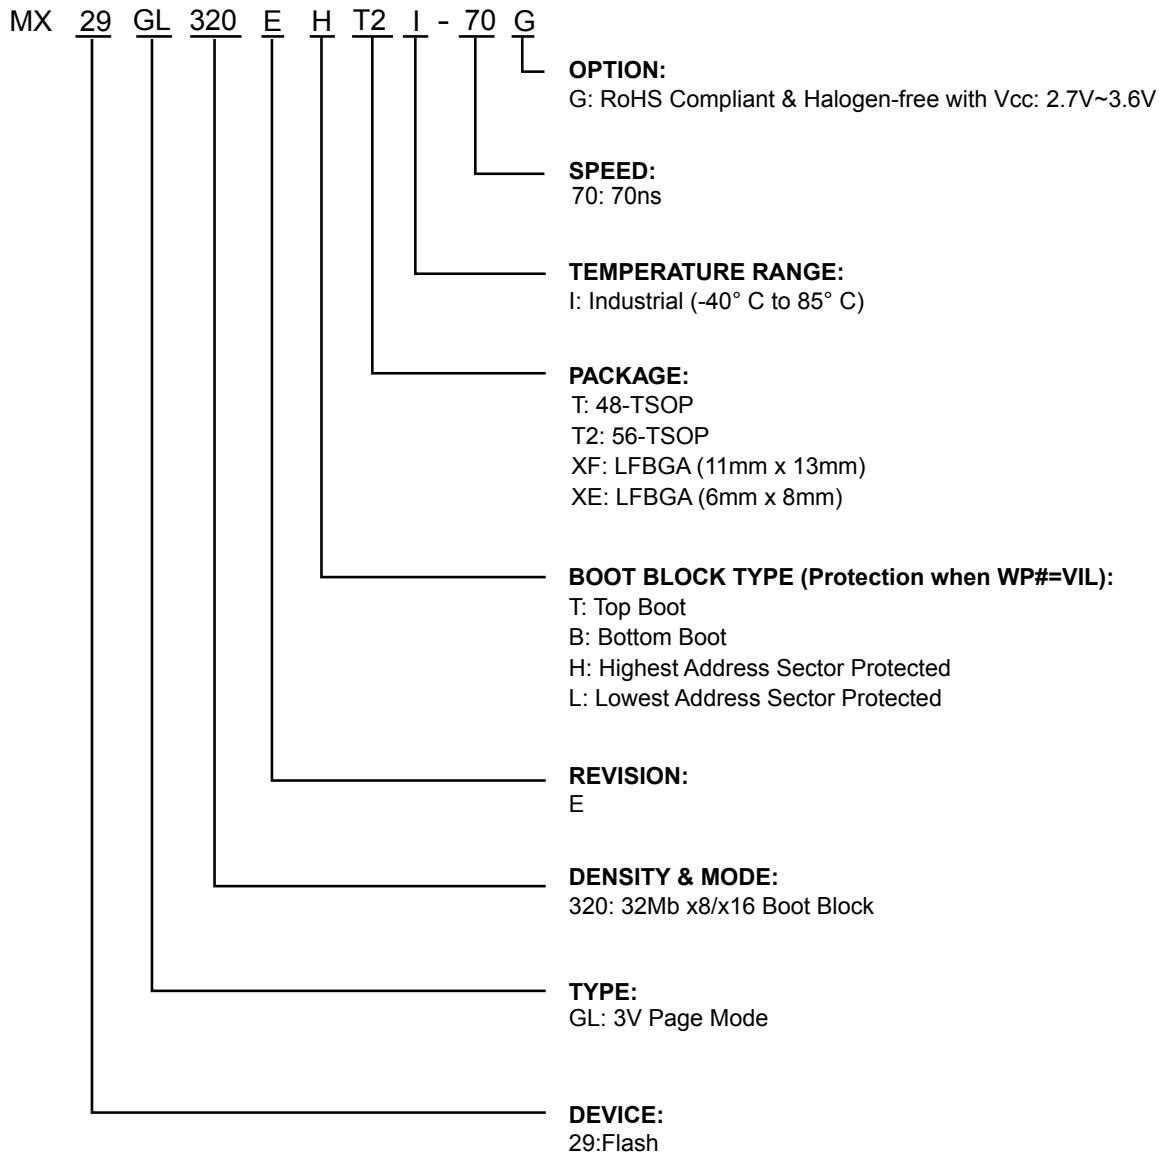 MX 29 GL 320 E H T2 I - 70 G
OPTION:
G: RoHS Compliant & Halogen-free with Vcc: 2.7V~3.6V
SPEED:
70: 70ns
TEMPERATURE RANGE:
I: Industrial (-40° C to 85° C)
PACKAGE:
T: 48-TSOP
T2: 56-TSOP
XF: LFBGA (11mm x 13mm)
XE: LFBGA (6mm x 8mm)
BOOT BLOCK TYPE (Protection when WP#=VIL):
T: Top Boot
B: Bottom Boot
H: Highest Address Sector Protected
L: Lowest Address Sector Protected
REVISION:
E
DENSITY & MODE:
320: 32Mb x8/x16 Boot Block
TYPE:
GL: 3V Page Mode
DEVICE:
29:Flash